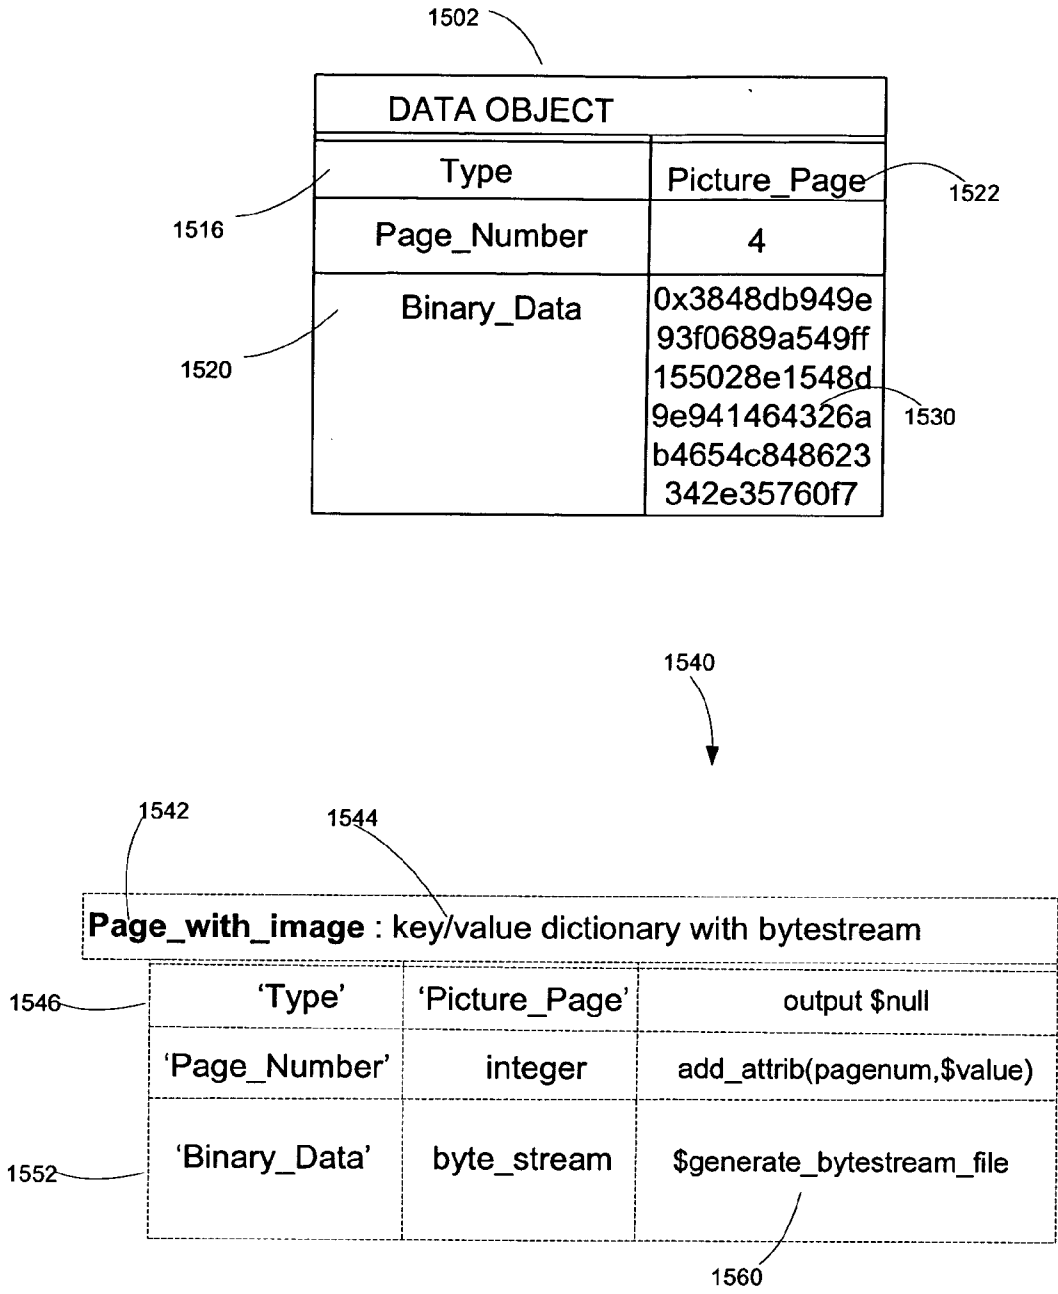 1502
DATA OBJECT
Type
Picture_Page
1522
1516
Page_Number
4
Binary_Data
0x3848db949e
93f0689a549ff
155028e1548d
9e941464326a
b4654c848623
342e35760f7
1520
1530
1540
1542
1544
Page_with_image : key/value dictionary with bytestream
1546
'Type'
'Picture_Page'
output $null
'Page_Number'
integer
add_attrib(pagenum,$value)
1552
'Binary_Data'
byte_stream
$generate_bytestream_file
1560